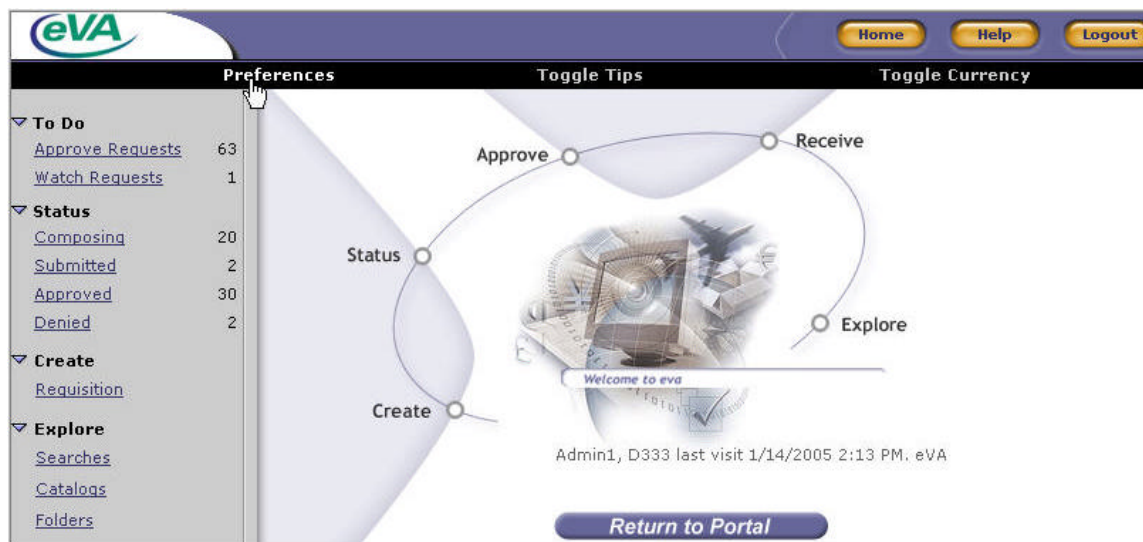 eVA
Home Help Logout
Preferences Toggle Tips Toggle Currency
To Do
Approve Requests 63
Watch Requests 1
Status
Composing 20
Submitted 2
Approved 30
Denied 2
Create
Requisition
Explore
Searches
Catalogs
Folders
Approve
Receive
Status
Explore
Welcome to eva
Create
Admin1, D333 last visit 1/14/2005 2:13 PM. eVA
Return to Portal